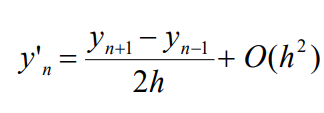 y'ₙ = (yₙ₊₁ − yₙ₋₁) / 2h + O(h²)